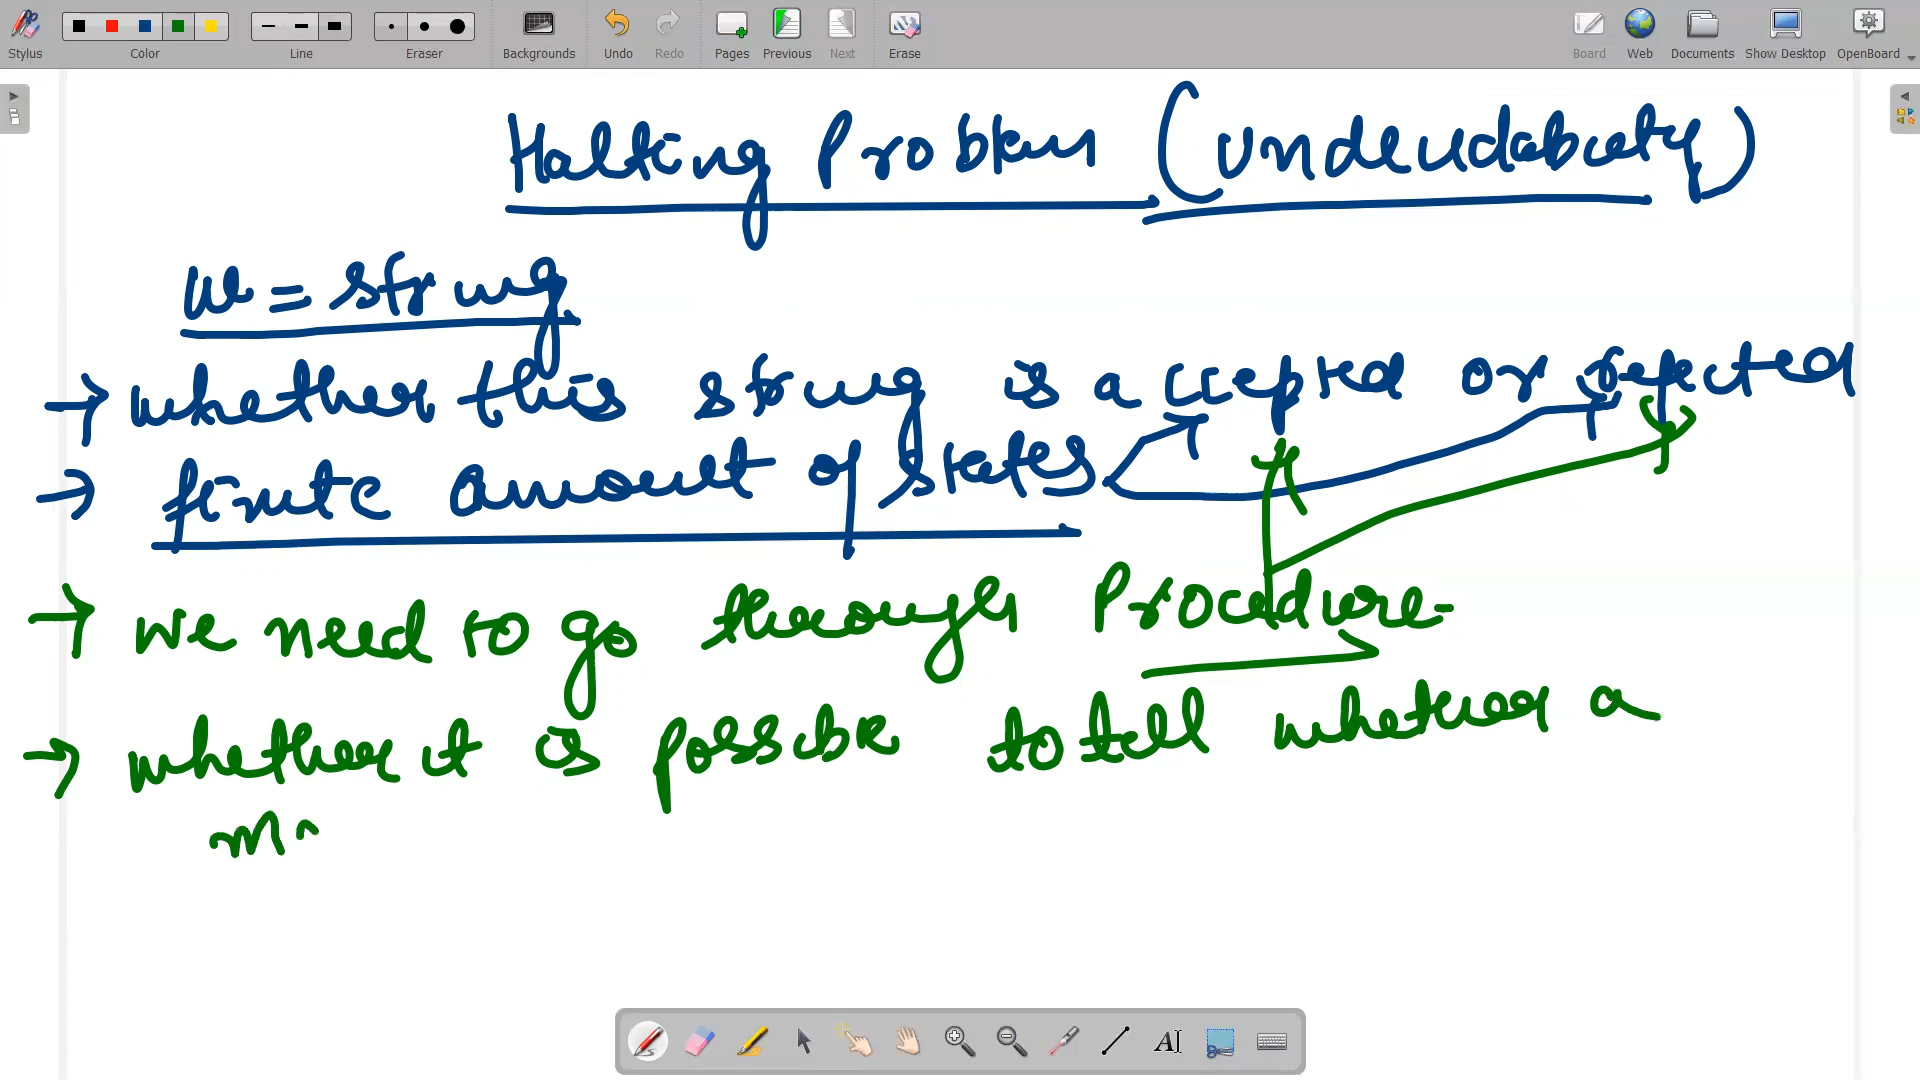 Stylus Color Line Eraser Backgrounds Undo Redo Pages Previous Next Erase Board Web Documents Show Desktop OpenBoard
Halting Problem (Undecidability)
w = string
→ whether this string is accepted or rejected
→ finite amount of states
→ we need to go through Procedure
→ whether it is possible to tell whether a